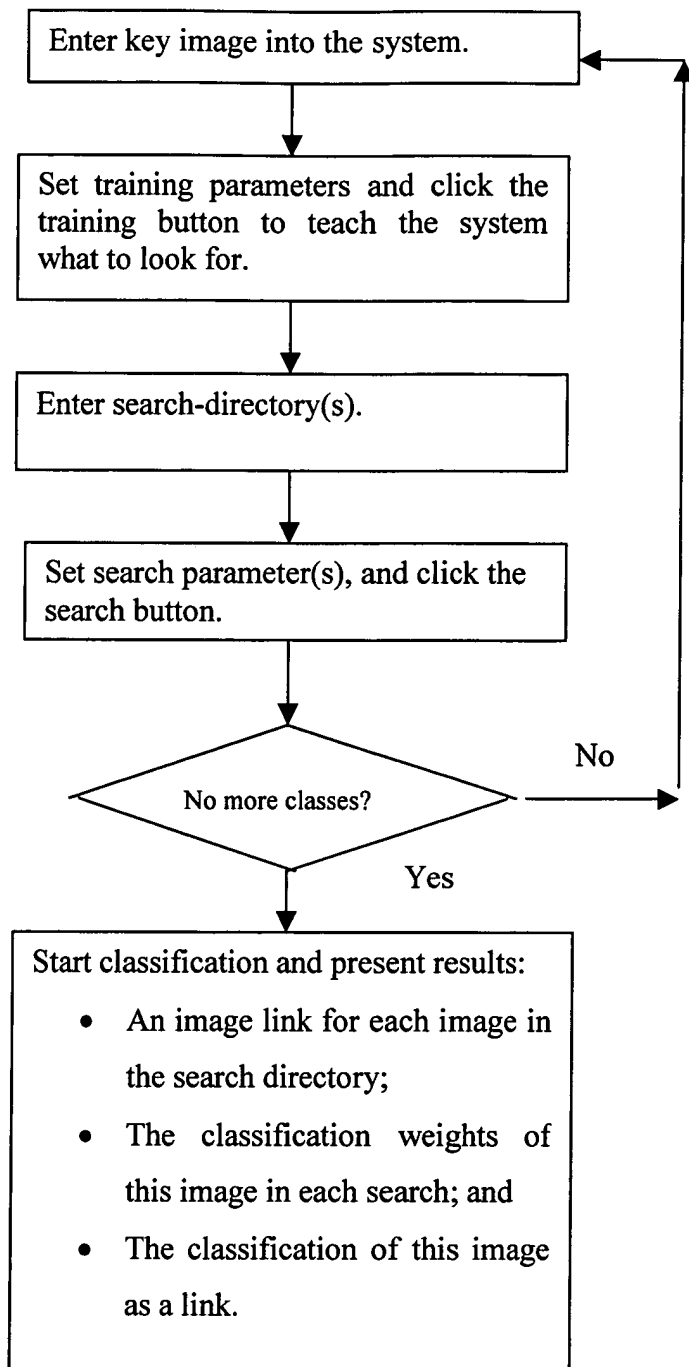 Enter key image into the system.
Set training parameters and click the
training button to teach the system
what to look for.
Enter search-directory(s).
Set search parameter(s), and click the
search button.
No more classes?
No
Yes
Start classification and present results:
• An image link for each image in
the search directory;
• The classification weights of
this image in each search; and
• The classification of this image
as a link.